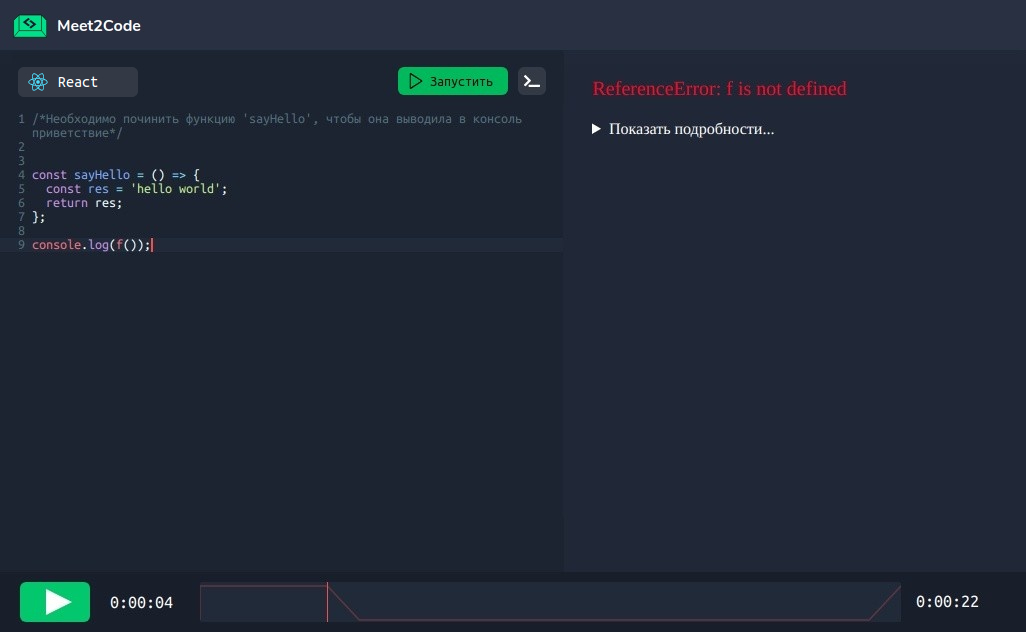 Meet2Code
React
Запустить
1 /*Необходимо починить функцию 'sayHello', чтобы она выводила в консоль
приветствие*/
2
3
4 const sayHello = () => {
5 const res = 'hello world';
6 return res;
7 };
8
9 console.log(f());
ReferenceError: f is not defined
Показать подробности...
0:00:04
0:00:22